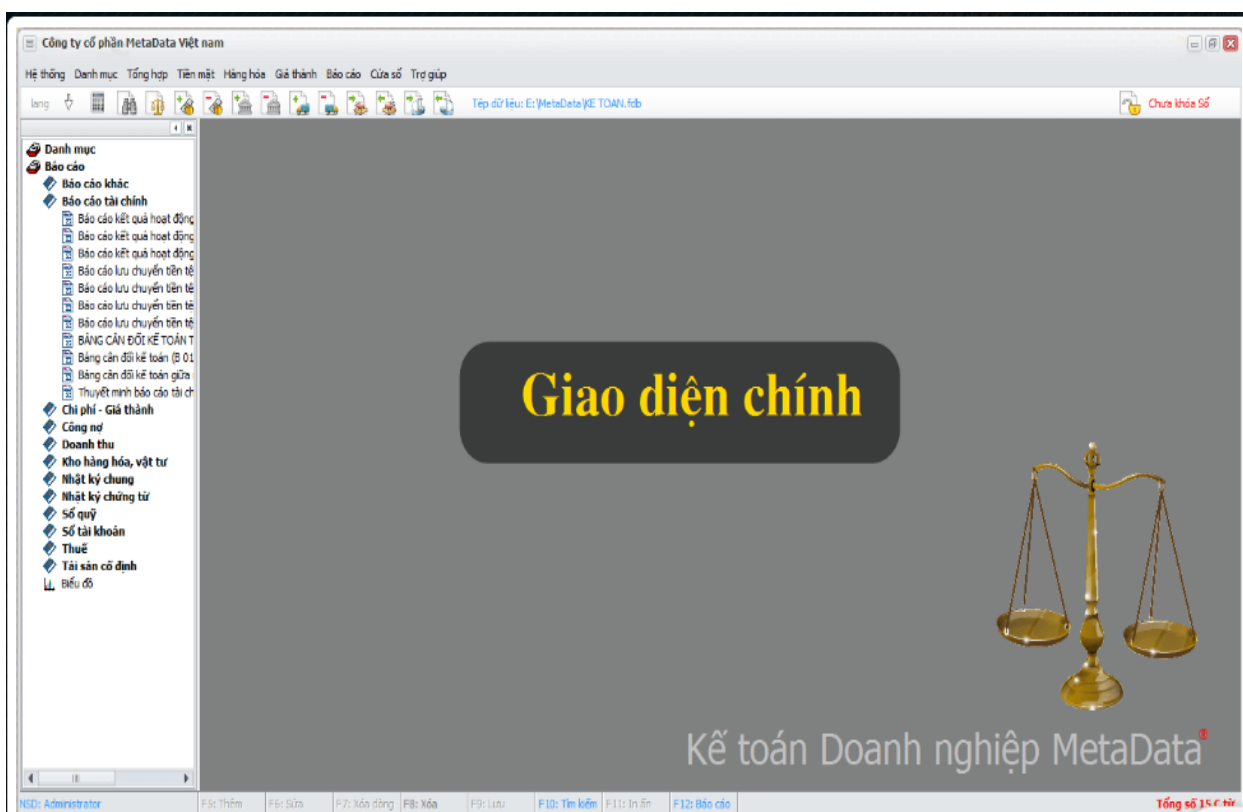 Công ty cổ phần MetaData Việt nam
Hệ thống Danh mục Tổng hợp Tiền mặt Hàng hóa Giá thành Báo cáo Cửa sổ Trợ giúp
lang Tệp dữ liệu: E:\MetaData\KE TOAN.fdb Chưa khóa Sổ
Danh mục
Báo cáo
Báo cáo khác
Báo cáo tài chính
Báo cáo kết quả hoạt động
Báo cáo kết quả hoạt động
Báo cáo kết quả hoạt động
Báo cáo lưu chuyển tiền tệ
Báo cáo lưu chuyển tiền tệ
Báo cáo lưu chuyển tiền tệ
Báo cáo lưu chuyển tiền tệ
BẢNG CÂN ĐỐI KẾ TOÁN T
Bảng cân đối kế toán (B 01
Bảng cân đối kế toán giữa
Thuyết minh báo cáo tài ch
Chi phí - Giá thành
Công nợ
Doanh thu
Kho hàng hóa, vật tư
Nhật ký chung
Nhật ký chứng từ
Sổ quỹ
Sổ tài khoản
Thuế
Tài sản cố định
Biểu đồ
Giao diện chính
Kế toán Doanh nghiệp MetaData®
NSD: Administrator F5: Thêm F6: Sửa F7: Xóa dòng F8: Xóa F9: Lưu F10: Tìm kiếm F11: In ấn F12: Báo cáo Tổng số 15 C.từ